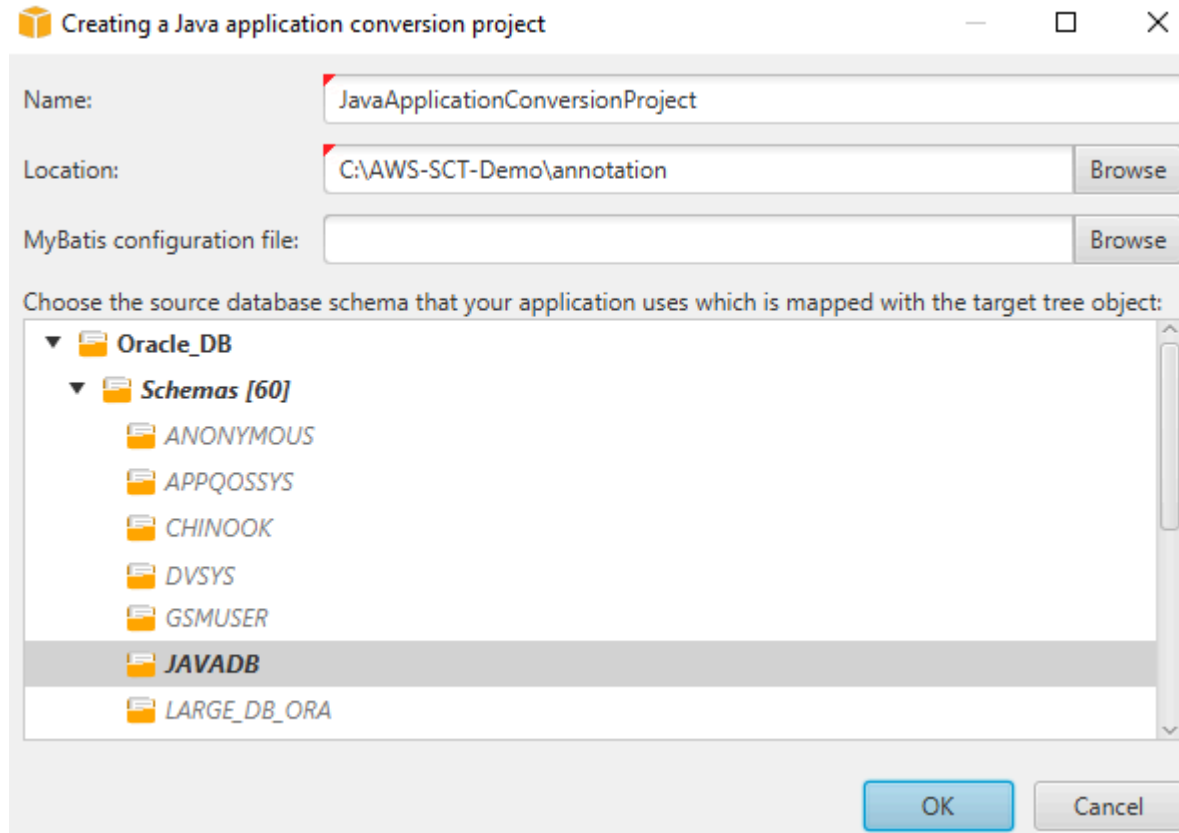 Creating a Java application conversion project
Name: JavaApplicationConversionProject
Location: C:\AWS-SCT-Demo\annotation Browse
MyBatis configuration file: Browse
Choose the source database schema that your application uses which is mapped with the target tree object:
Oracle_DB
Schemas [60]
ANONYMOUS
APPQOSSYS
CHINOOK
DVSYS
GSMUSER
JAVADB
LARGE_DB_ORA
OK Cancel